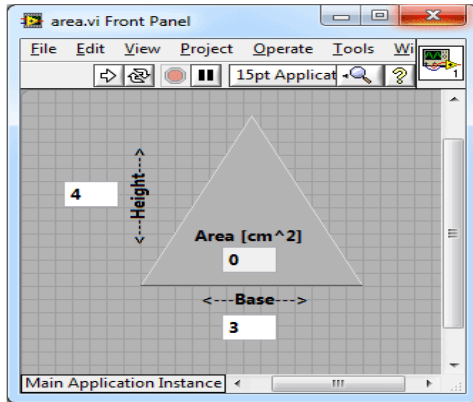 area.vi Front Panel
File Edit View Project Operate Tools Wi
15pt Applicat ?
1
<---Height--->
4
Area [cm^2]
0
<---Base--->
3
Main Application Instance